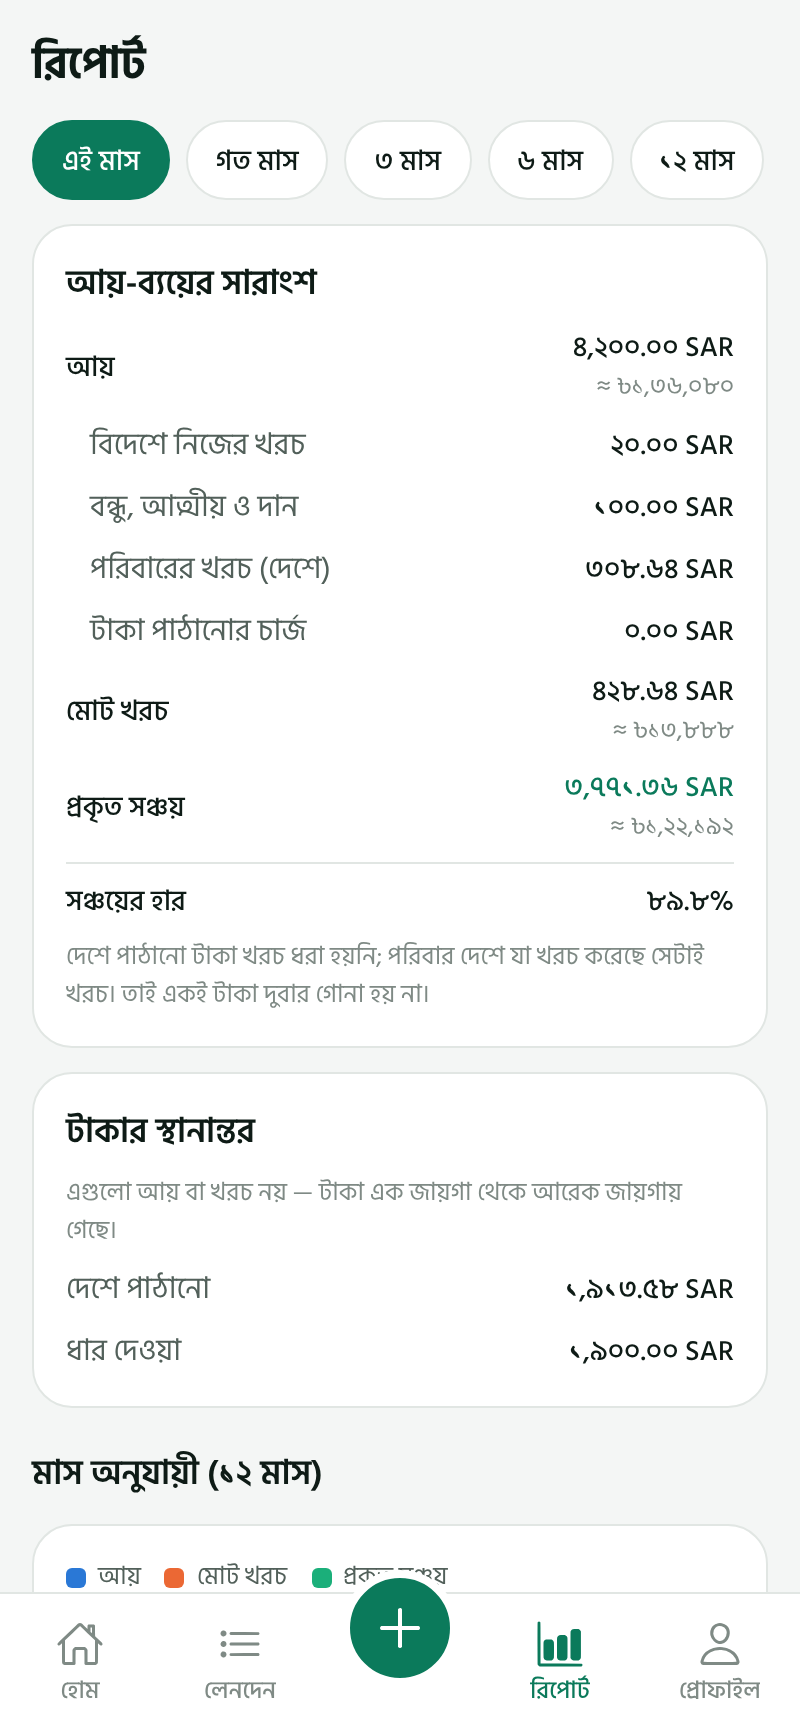 রিপোর্ট
এই মাস
গত মাস
৩ মাস
৬ মাস
১২ মাস
আয়-ব্যয়ের সারাংশ
আয় ৪,২০০.০০ SAR
≈ ৳১,৩৬,০৮০
বিদেশে নিজের খরচ ২০.০০ SAR
বন্ধু, আত্মীয় ও দান ১০০.০০ SAR
পরিবারের খরচ (দেশে) ৩০৮.৬৪ SAR
টাকা পাঠানোর চার্জ ০.০০ SAR
মোট খরচ ৪২৮.৬৪ SAR
≈ ৳১৩,৮৮৮
প্রকৃত সঞ্চয় ৩,৭৭১.৩৬ SAR
≈ ৳১,২২,১৯২
সঞ্চয়ের হার ৮৯.৮%
দেশে পাঠানো টাকা খরচ ধরা হয়নি; পরিবার দেশে যা খরচ করেছে সেটাই
খরচ। তাই একই টাকা দুবার গোনা হয় না।
টাকার স্থানান্তর
এগুলো আয় বা খরচ নয় — টাকা এক জায়গা থেকে আরেক জায়গায়
গেছে।
দেশে পাঠানো ১,৯১৩.৫৮ SAR
ধার দেওয়া ১,৯০০.০০ SAR
মাস অনুযায়ী (১২ মাস)
আয় মোট খরচ
হোম
লেনদেন
রিপোর্ট
প্রোফাইল